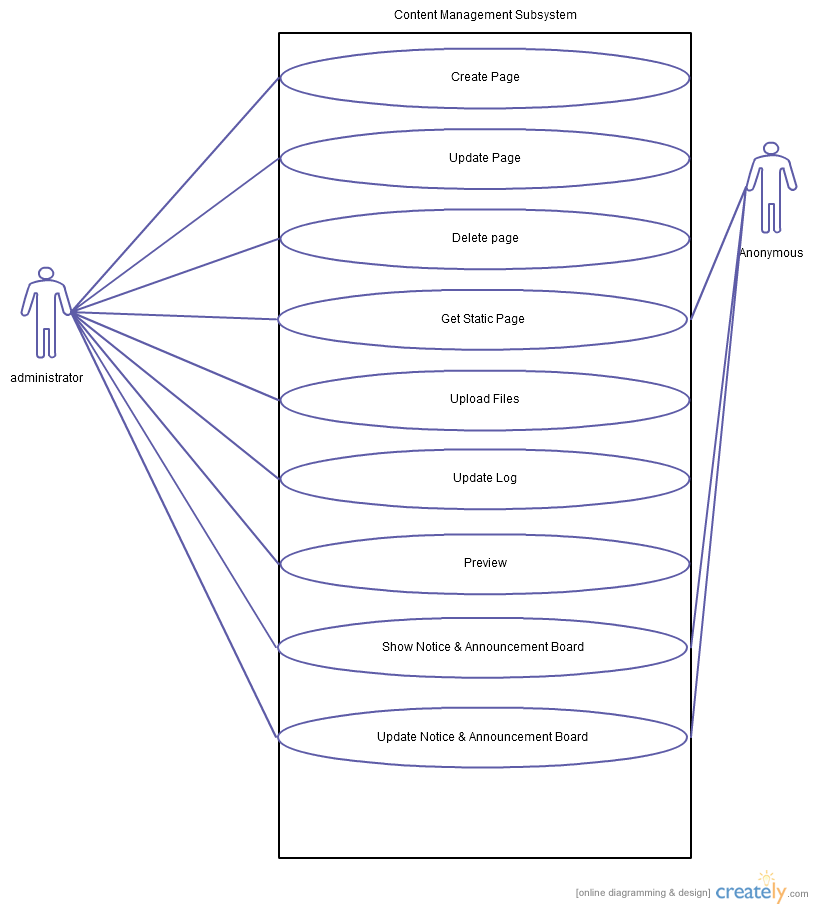 Content Management Subsystem
Create Page
Update Page
Delete page
Get Static Page
Upload Files
Update Log
Preview
Show Notice & Announcement Board
Update Notice & Announcement Board
administrator
Anonymous
[online diagramming & design] creately.com